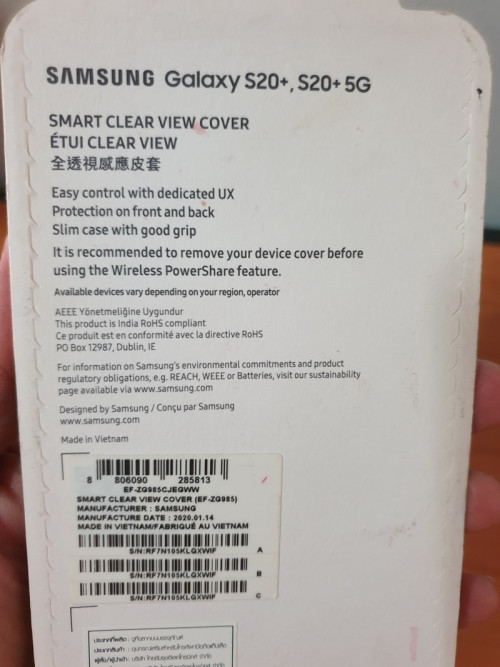 SAMSUNG Galaxy S20+, S20+ 5G
SMART CLEAR VIEW COVER
ÉTUI CLEAR VIEW
全透視感應皮套
Easy control with dedicated UX
Protection on front and back
Slim case with good grip
It is recommended to remove your device cover before
using the Wireless PowerShare feature.
Available devices vary depending on your region, operator
AEEE Yönetmeliğine Uygundur
This product is India RoHS compliant
Ce produit est en conformité avec la directive RoHS
PO Box 12987, Dublin, IE
For information on Samsung's environmental commitments and product
regulatory obligations, e.g. REACH, WEEE or Batteries, visit our sustainability
page available via www.samsung.com
Designed by Samsung / Conçu par Samsung
www.samsung.com
Made in Vietnam
8 806090 285813
EF-ZG985CJEGWW
SMART CLEAR VIEW COVER (EF-ZG985)
MANUFACTURER : SAMSUNG
MANUFACTURE DATE : 2020.01.14
MADE IN VIETNAM/FABRIQUÉ AU VIETNAM
S/N:RF7N105KLGXWIF A
S/N:RF7N105KLGXWIF B
S/N:RF7N105KLGXWIF C